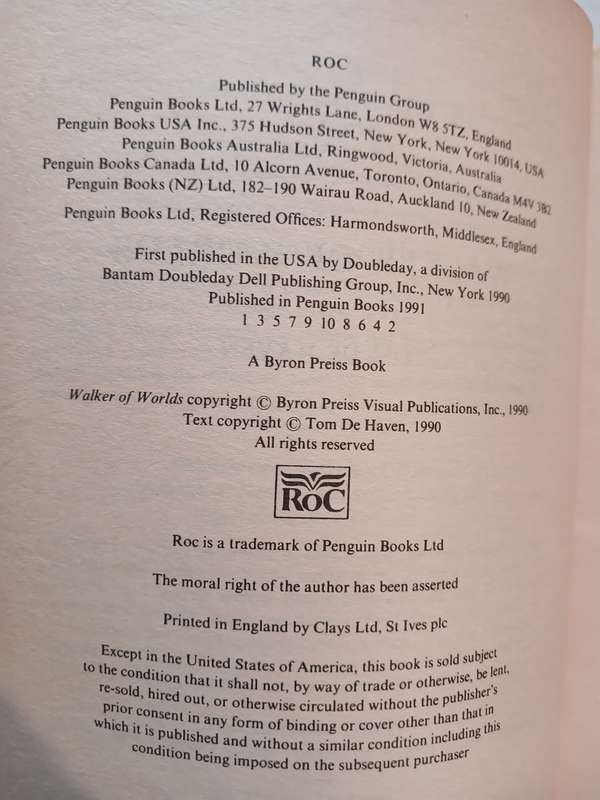 ROC
Published by the Penguin Group
Penguin Books Ltd, 27 Wrights Lane, London W8 5TZ, England
Penguin Books USA Inc., 375 Hudson Street, New York, New York 10014, USA
Penguin Books Australia Ltd, Ringwood, Victoria, Australia
Penguin Books Canada Ltd, 10 Alcorn Avenue, Toronto, Ontario, Canada M4V 3B2
Penguin Books (NZ) Ltd, 182–190 Wairau Road, Auckland 10, New Zealand
Penguin Books Ltd, Registered Offices: Harmondsworth, Middlesex, England
First published in the USA by Doubleday, a division of
Bantam Doubleday Dell Publishing Group, Inc., New York 1990
Published in Penguin Books 1991
1 3 5 7 9 10 8 6 4 2
A Byron Preiss Book
Walker of Worlds copyright © Byron Preiss Visual Publications, Inc., 1990
Text copyright © Tom De Haven, 1990
All rights reserved
RoC
Roc is a trademark of Penguin Books Ltd
The moral right of the author has been asserted
Printed in England by Clays Ltd, St Ives plc
Except in the United States of America, this book is sold subject
to the condition that it shall not, by way of trade or otherwise, be lent,
re-sold, hired out, or otherwise circulated without the publisher's
prior consent in any form of binding or cover other than that in
which it is published and without a similar condition including this
condition being imposed on the subsequent purchaser